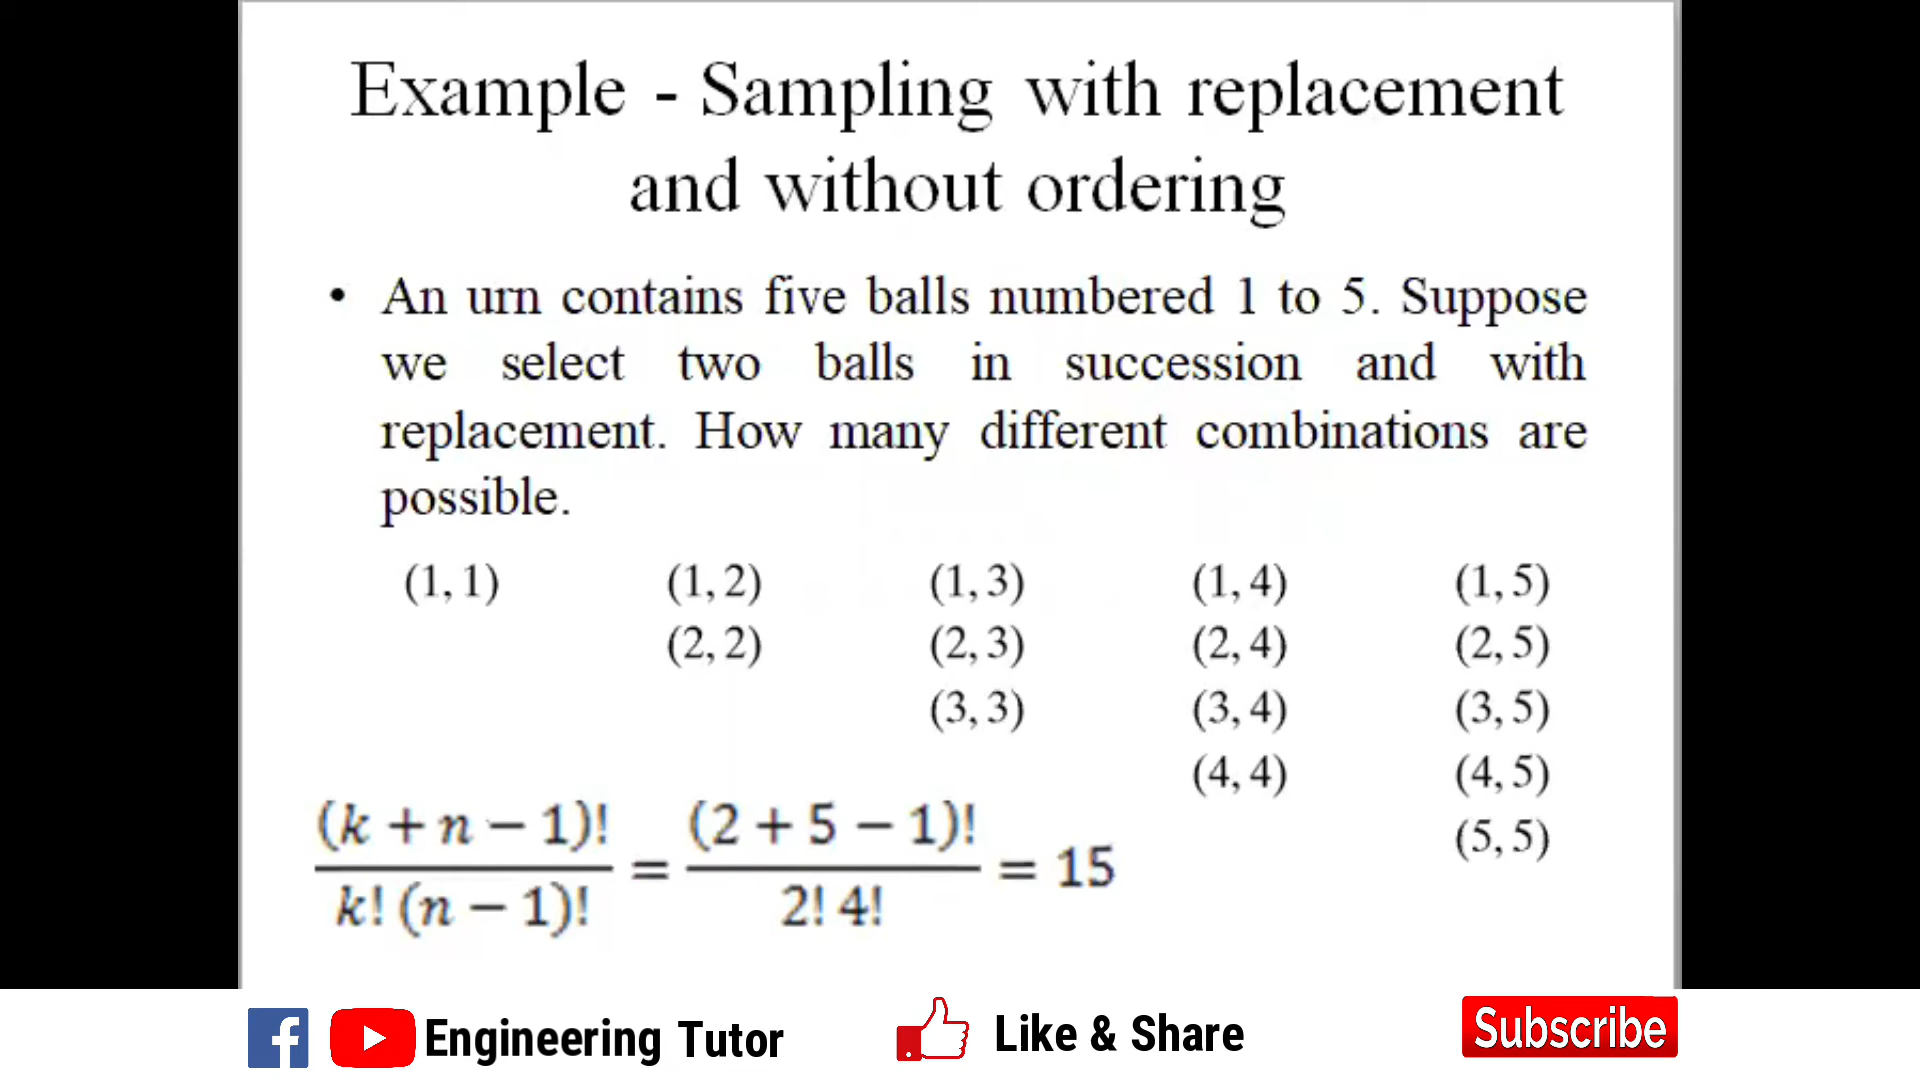 Example - Sampling with replacement
and without ordering
• An urn contains five balls numbered 1 to 5. Suppose
we select two balls in succession and with
replacement. How many different combinations are
possible.
(1, 1) (1, 2) (1, 3) (1, 4) (1, 5)
(2, 2) (2, 3) (2, 4) (2, 5)
(3, 3) (3, 4) (3, 5)
(4, 4) (4, 5)
(5, 5)
(k + n − 1)! / k! (n − 1)! = (2 + 5 − 1)! / 2! 4! = 15
Engineering Tutor Like & Share Subscribe